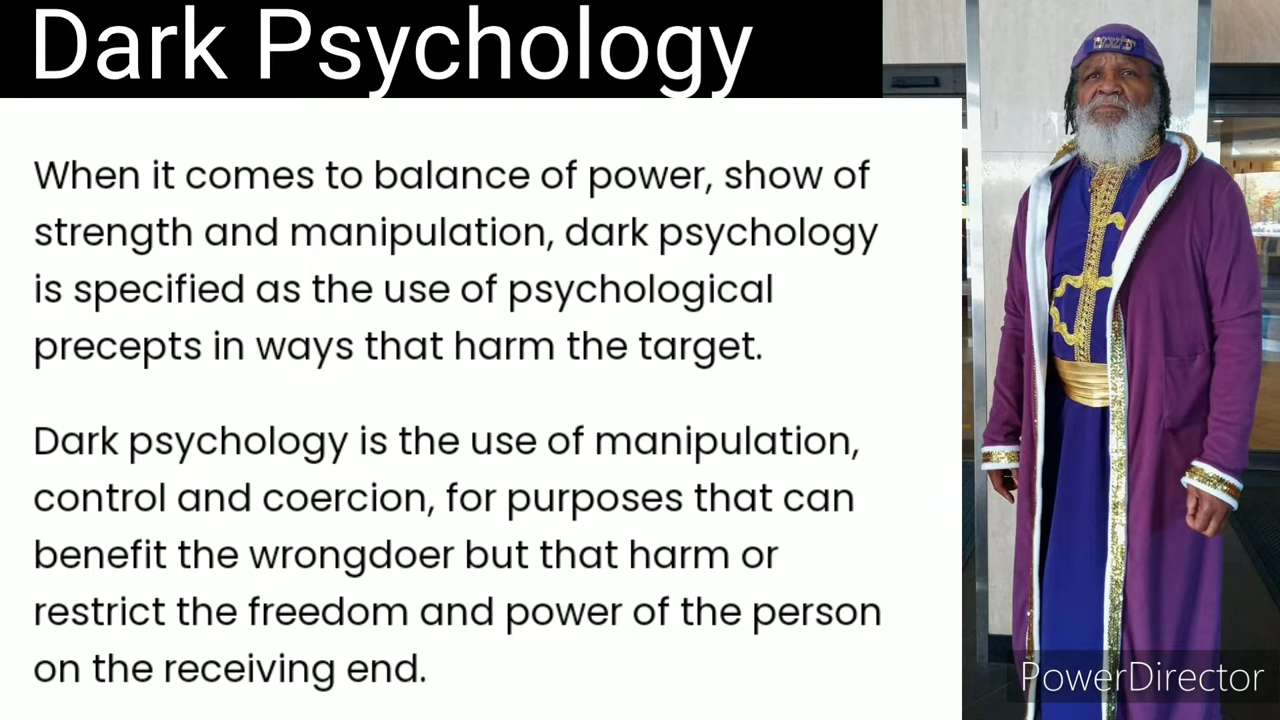 Dark Psychology
When it comes to balance of power, show of
strength and manipulation, dark psychology
is specified as the use of psychological
precepts in ways that harm the target.
Dark psychology is the use of manipulation,
control and coercion, for purposes that can
benefit the wrongdoer but that harm or
restrict the freedom and power of the person
on the receiving end.
PowerDirector